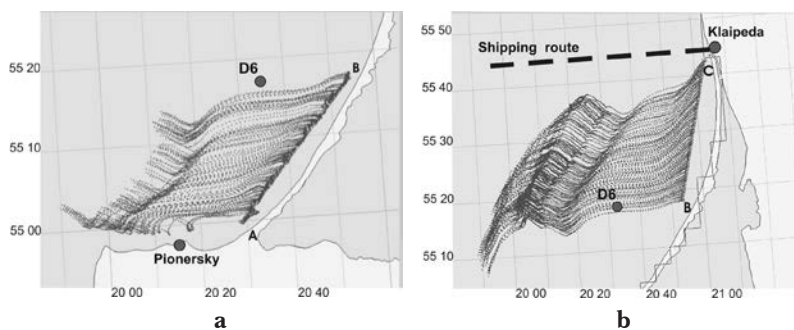 55 20
55 10
55 00
D6
B
A
Pionersky
20 00
20 20
20 40
a
55 50
55 40
55 30
55 20
55 10
Shipping route
Klaipeda
C
D6
B
20 00
20 20
20 40
21 00
b